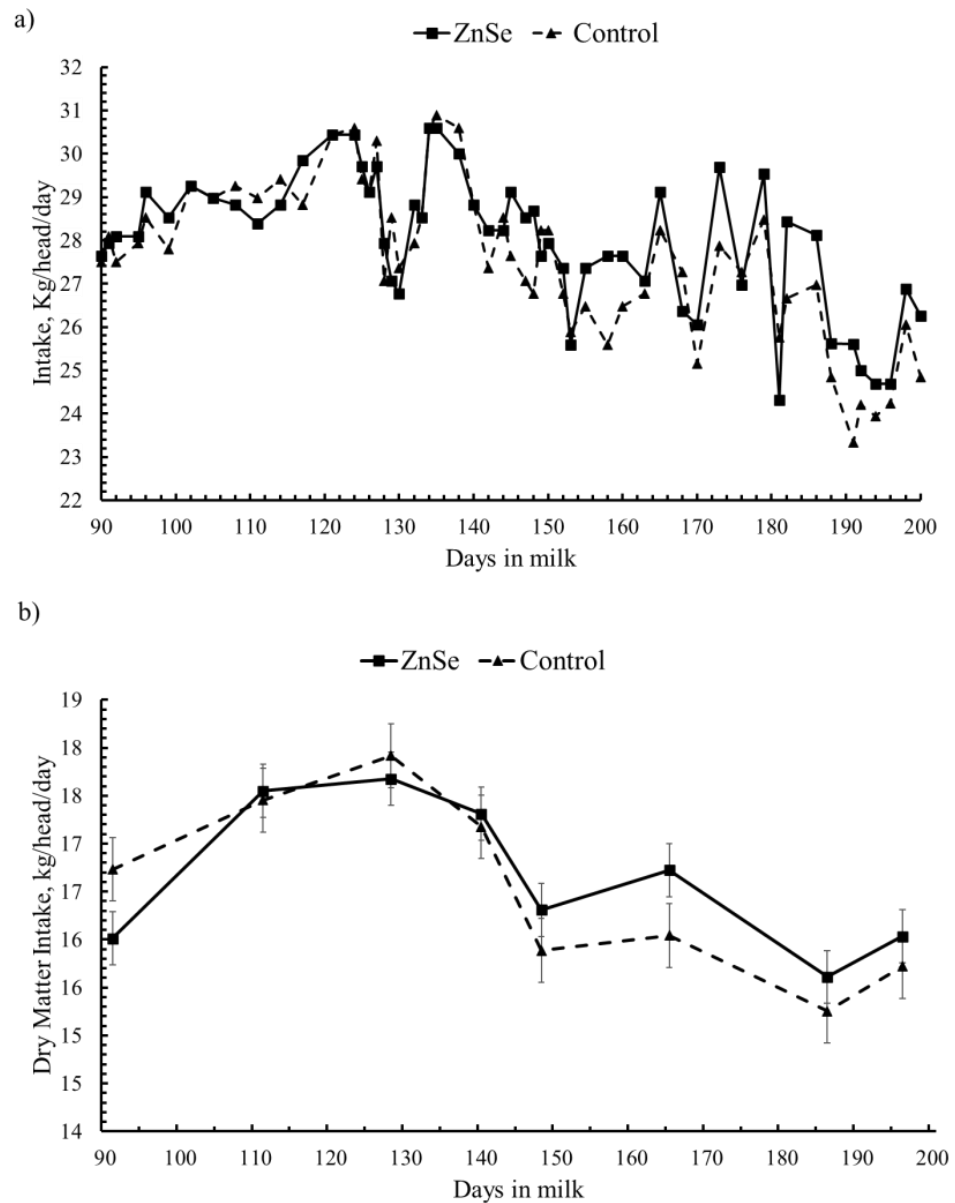 a)
ZnSe Control
32
31
30
29
28
27
26
25
24
23
22
Intake, Kg/head/day
90 100 110 120 130 140 150 160 170 180 190 200
Days in milk
b)
ZnSe Control
19
18
18
17
17
16
16
15
15
14
Dry Matter Intake, kg/head/day
90 100 110 120 130 140 150 160 170 180 190 200
Days in milk